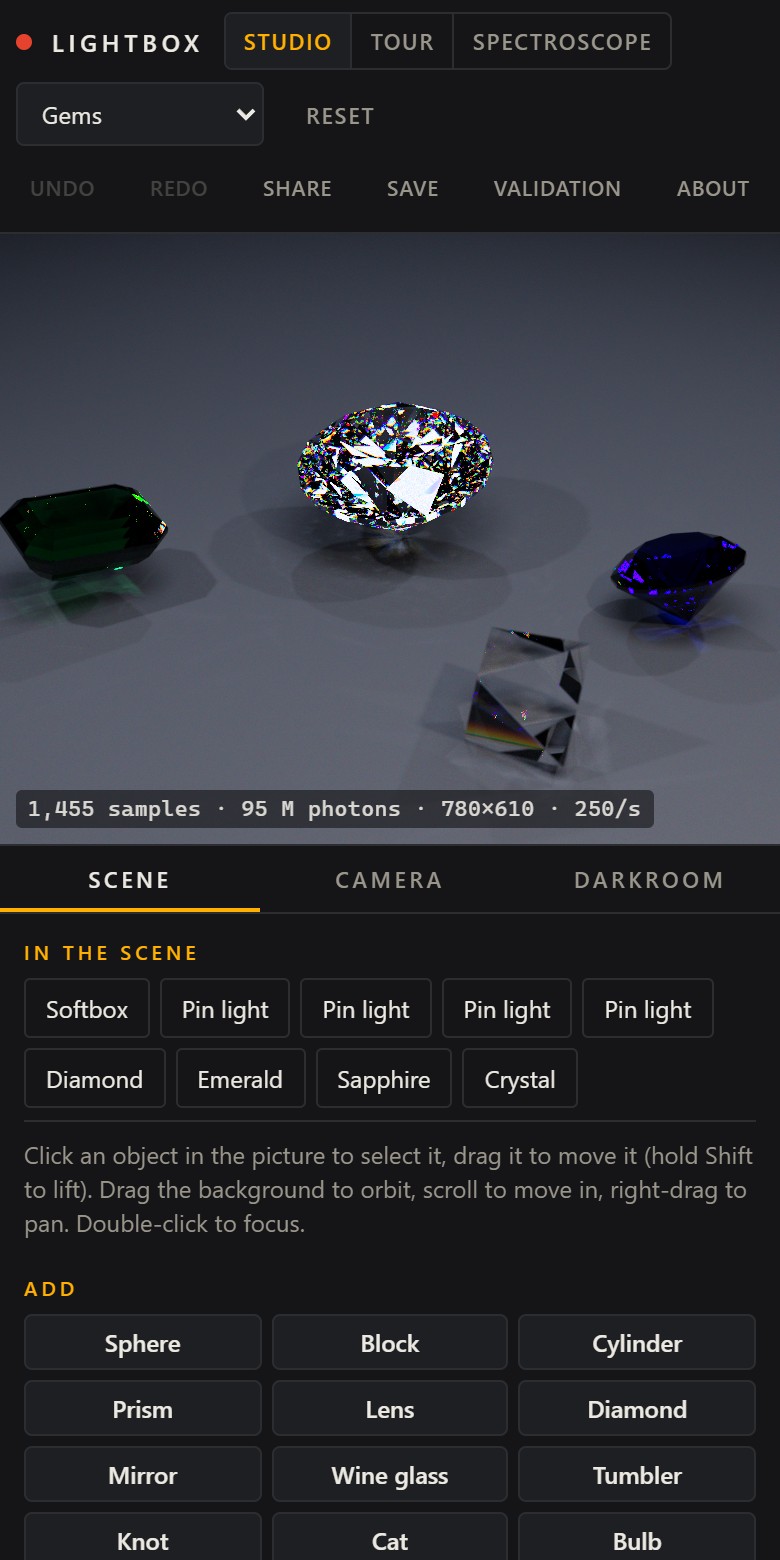 LIGHTBOX STUDIO TOUR SPECTROSCOPE
Gems RESET
UNDO REDO SHARE SAVE VALIDATION ABOUT
1,455 samples · 95 M photons · 780×610 · 250/s
SCENE CAMERA DARKROOM
IN THE SCENE
Softbox Pin light Pin light Pin light Pin light
Diamond Emerald Sapphire Crystal
Click an object in the picture to select it, drag it to move it (hold Shift
to lift). Drag the background to orbit, scroll to move in, right-drag to
pan. Double-click to focus.
ADD
Sphere Block Cylinder
Prism Lens Diamond
Mirror Wine glass Tumbler
Knot Cat Bulb